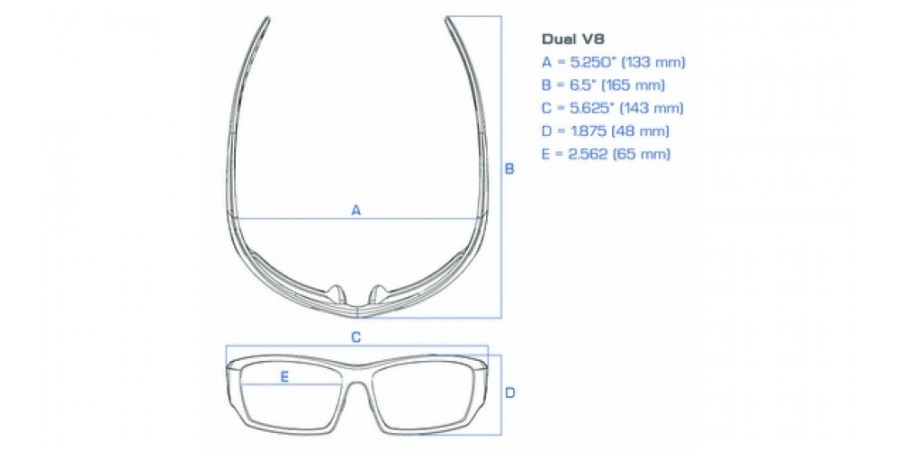 Dual V8
A = 5.250" (133 mm)
B = 6.5" (165 mm)
C = 5.625" (143 mm)
D = 1.875 (48 mm)
E = 2.562 (65 mm)
B
A
C
E
D